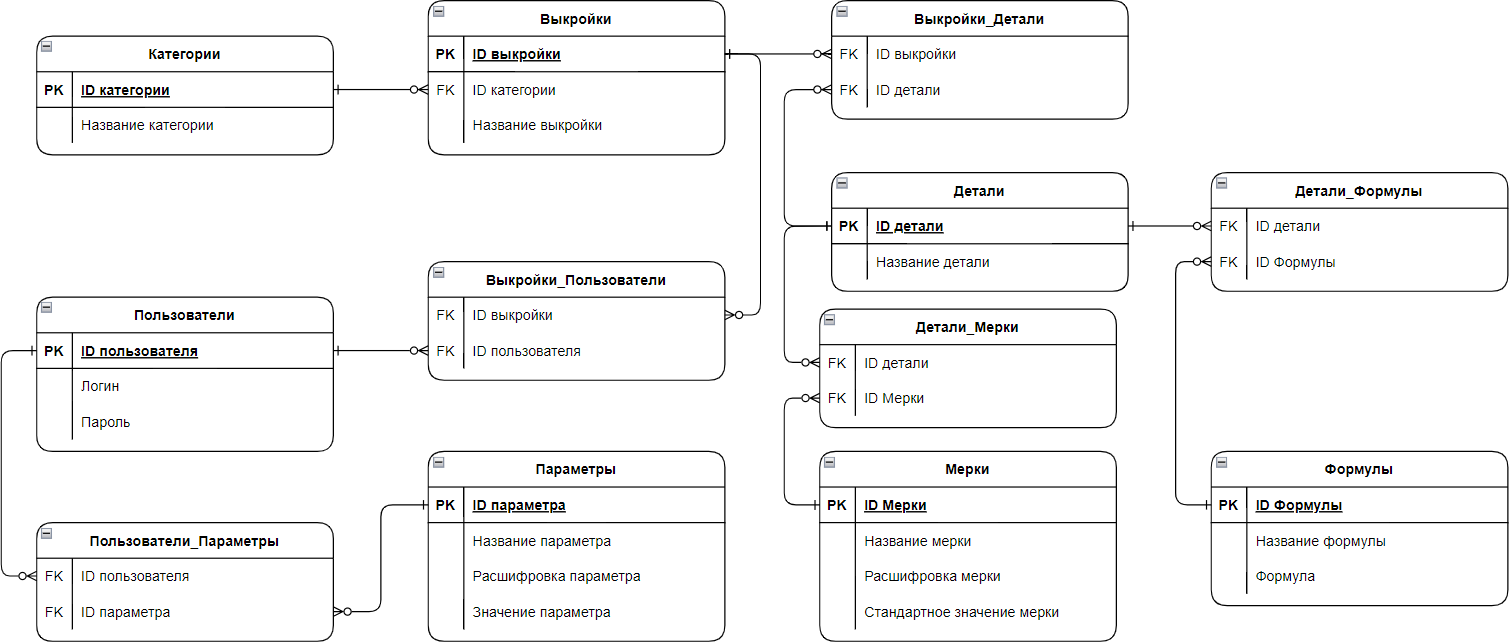 Категории
PK ID категории
Название категории
Выкройки
PK ID выкройки
FK ID категории
Название выкройки
Выкройки_Детали
FK ID выкройки
FK ID детали
Детали
PK ID детали
Название детали
Детали_Формулы
FK ID детали
FK ID Формулы
Пользователи
PK ID пользователя
Логин
Пароль
Выкройки_Пользователи
FK ID выкройки
FK ID пользователя
Детали_Мерки
FK ID детали
FK ID Мерки
Пользователи_Параметры
FK ID пользователя
FK ID параметра
Параметры
PK ID параметра
Название параметра
Расшифровка параметра
Значение параметра
Мерки
PK ID Мерки
Название мерки
Расшифровка мерки
Стандартное значение мерки
Формулы
PK ID Формулы
Название формулы
Формула